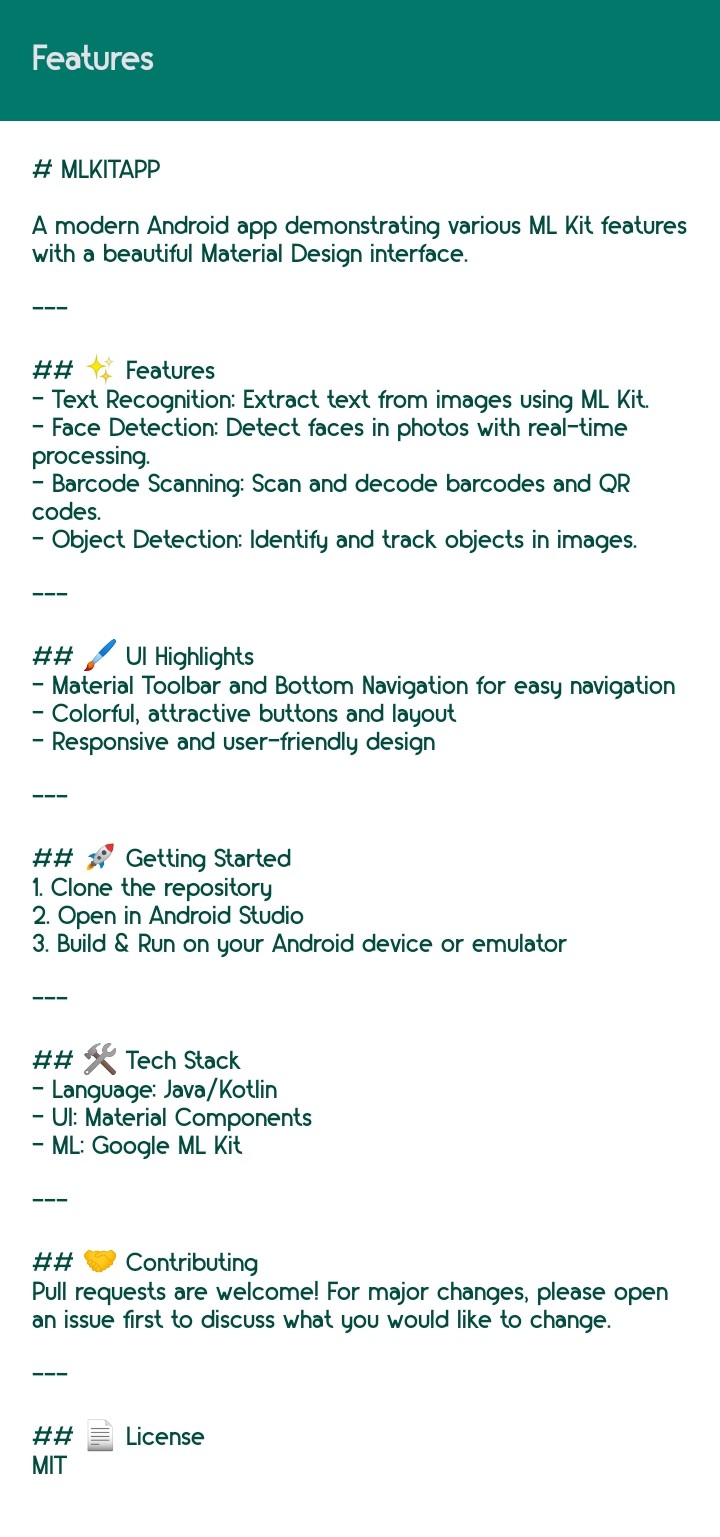 Features
# MLKITAPP
A modern Android app demonstrating various ML Kit features
with a beautiful Material Design interface.
---
## ✨ Features
- Text Recognition: Extract text from images using ML Kit.
- Face Detection: Detect faces in photos with real-time
processing.
- Barcode Scanning: Scan and decode barcodes and QR
codes.
- Object Detection: Identify and track objects in images.
---
## 🖌️ UI Highlights
- Material Toolbar and Bottom Navigation for easy navigation
- Colorful, attractive buttons and layout
- Responsive and user-friendly design
---
## 🚀 Getting Started
1. Clone the repository
2. Open in Android Studio
3. Build & Run on your Android device or emulator
---
## 🛠️ Tech Stack
- Language: Java/Kotlin
- UI: Material Components
- ML: Google ML Kit
---
## 🤝 Contributing
Pull requests are welcome! For major changes, please open
an issue first to discuss what you would like to change.
---
## 📄 License
MIT